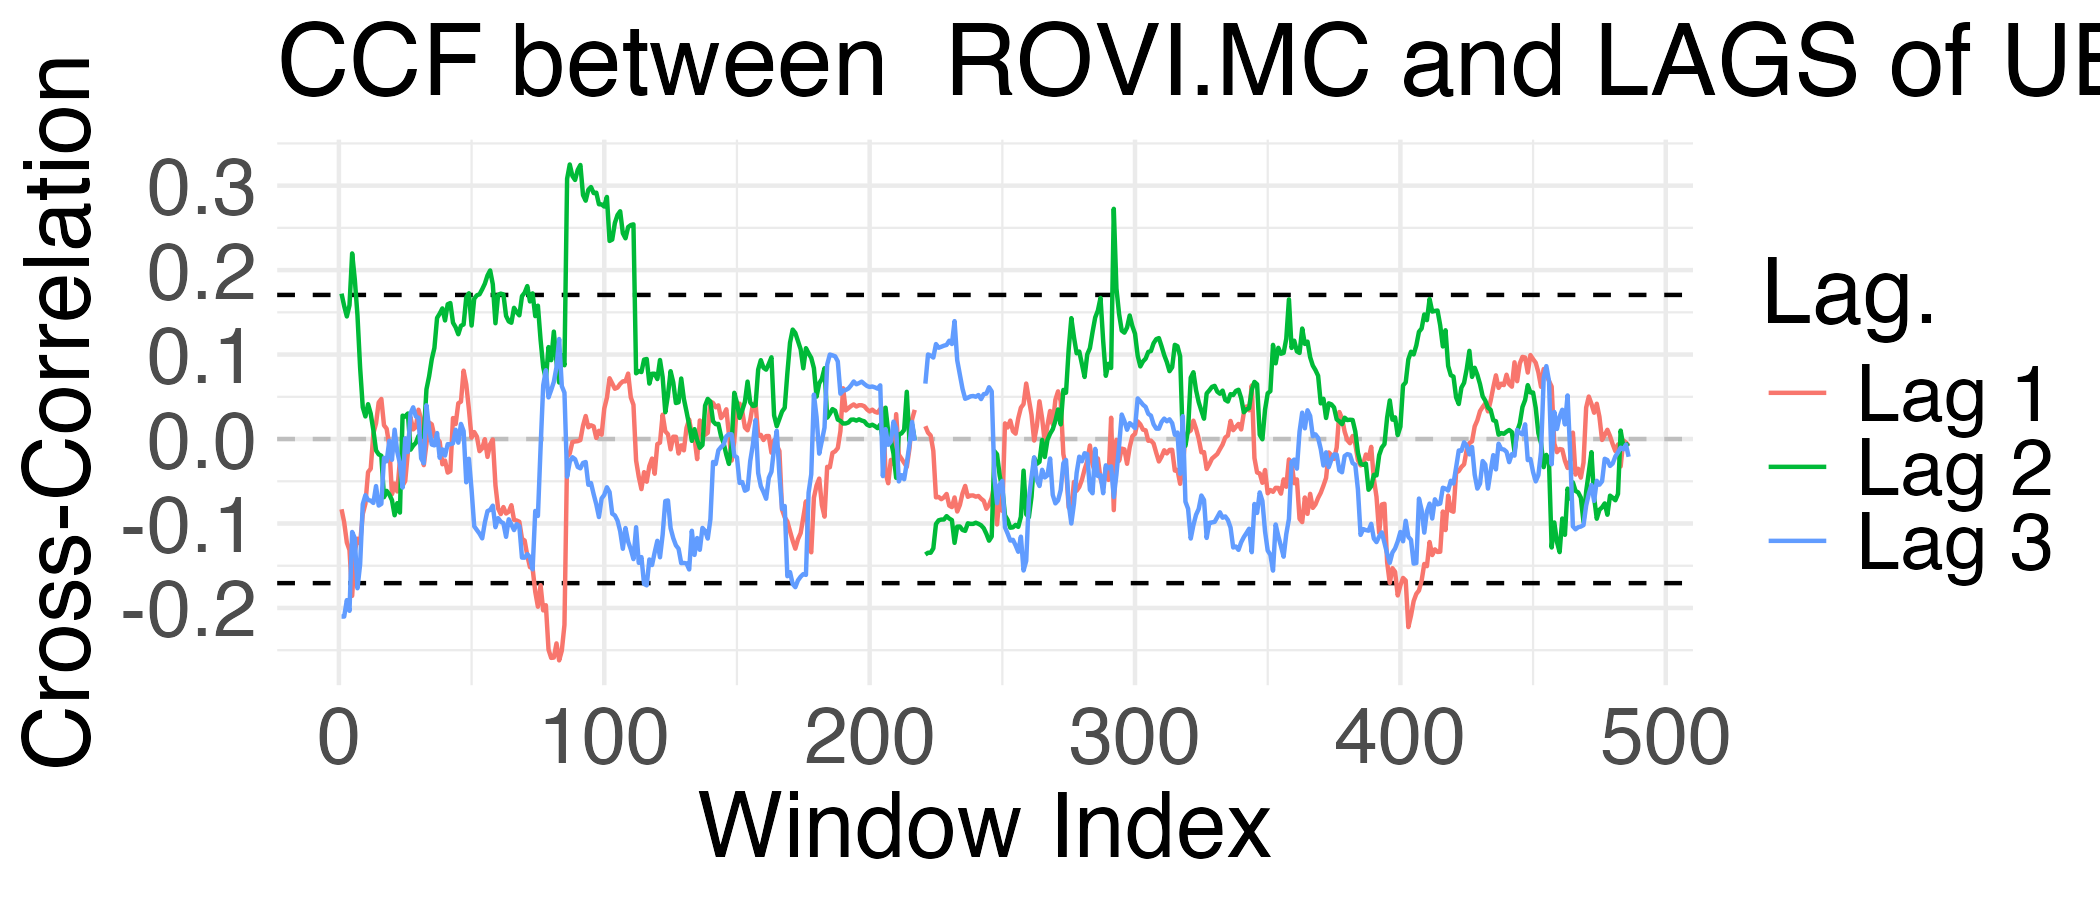 CCF between ROVI.MC and LAGS of
Cross-Correlation
0.3
0.2
0.1
0.0
-0.1
-0.2
0 100 200 300 400 500
Window Index
Lag.
Lag 1
Lag 2
Lag 3